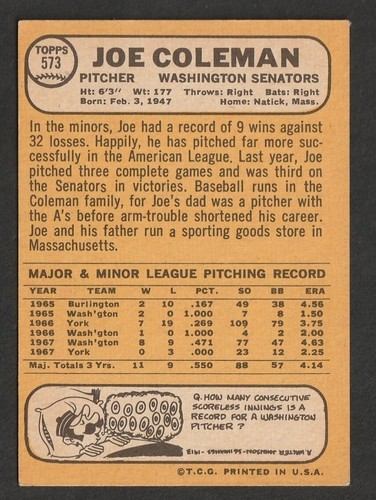 TOPPS
573
JOE COLEMAN
PITCHER WASHINGTON SENATORS
Ht: 6'3" Wt: 177 Throws: Right Bats: Right
Born: Feb. 3, 1947 Home: Natick, Mass.
In the minors, Joe had a record of 9 wins against
32 losses. Happily, he has pitched far more suc-
cessfully in the American League. Last year, Joe
pitched three complete games and was third on
the Senators in victories. Baseball runs in the
Coleman family, for Joe's dad was a pitcher with
the A's before arm-trouble shortened his career.
Joe and his father run a sporting goods store in
Massachusetts.
MAJOR & MINOR LEAGUE PITCHING RECORD
YEAR TEAM W L PCT. SO BB ERA
1965 Burlington 2 10 .167 49 38 4.56
1965 Wash'gton 2 0 1.000 7 8 1.50
1966 York 7 19 .269 109 79 3.75
1966 Wash'gton 1 0 1.000 4 2 2.00
1967 Wash'gton 8 9 .471 77 47 4.63
1967 York 0 3 .000 23 12 2.25
Maj. Totals 3 Yrs. 11 9 .550 88 57 4.14
Q. HOW MANY CONSECUTIVE
SCORELESS INNINGS IS A
RECORD FOR A WASHINGTON
PITCHER?
A. WALTER JOHNSON - 56 INNINGS - 1913
©T.C.G. PRINTED IN U.S.A.